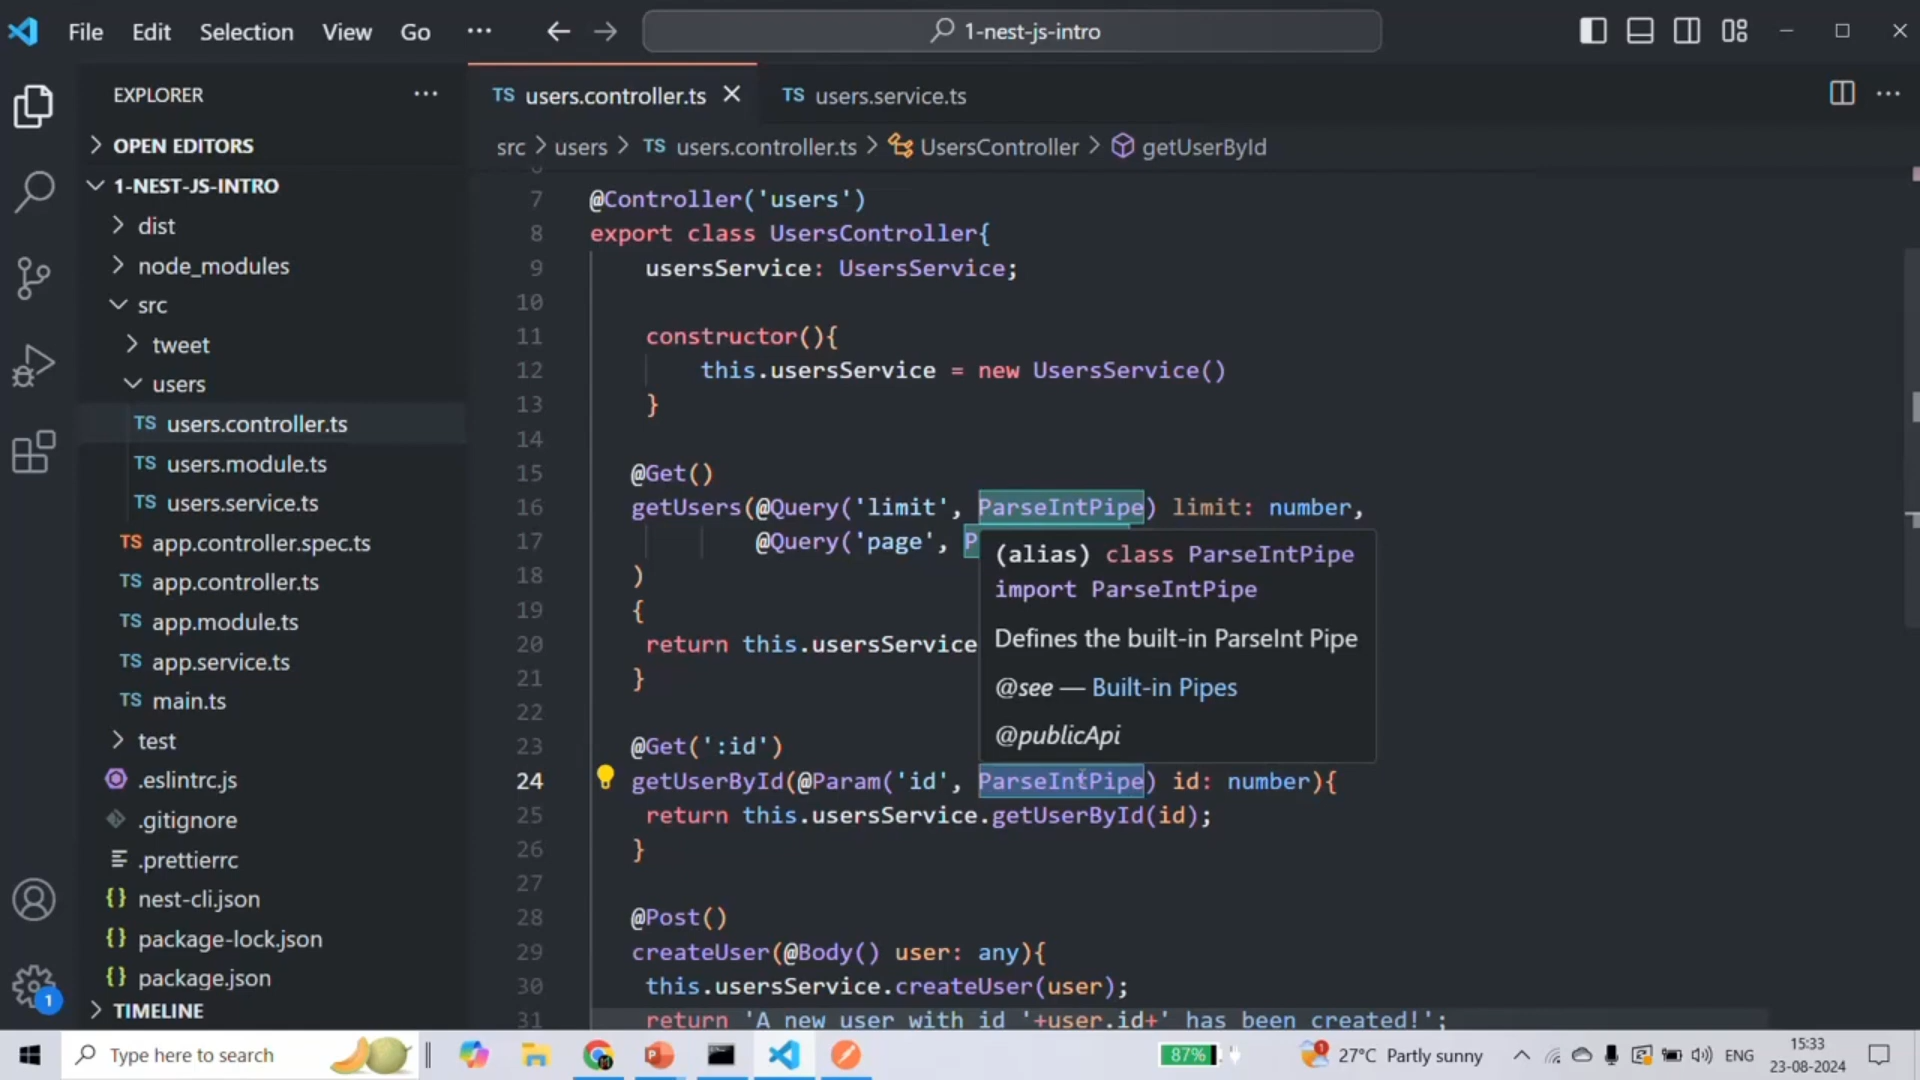 File Edit Selection View Go ··· 1-nest-js-intro
EXPLORER ···
OPEN EDITORS
1-NEST-JS-INTRO
dist
node_modules
src
tweet
users
TS users.controller.ts
TS users.module.ts
TS users.service.ts
TS app.controller.spec.ts
TS app.controller.ts
TS app.module.ts
TS app.service.ts
TS main.ts
test
.eslintrc.js
.gitignore
.prettierrc
{} nest-cli.json
{} package-lock.json
{} package.json
TIMELINE
1
TS users.controller.ts TS users.service.ts
src > users > TS users.controller.ts > UsersController > getUserById
7 @Controller('users')
8 export class UsersController{
9 usersService: UsersService;
10
11 constructor(){
12 this.usersService = new UsersService()
13 }
14
15 @Get()
16 getUsers(@Query('limit', ParseIntPipe) limit: number,
17 @Query('page', P
18 )
19 {
20 return this.usersService
21 }
22
23 @Get(':id')
24 getUserById(@Param('id', ParseIntPipe) id: number){
25 return this.usersService.getUserById(id);
26 }
27
28 @Post()
29 createUser(@Body() user: any){
30 this.usersService.createUser(user);
31 return 'A new user with id '+user.id+' has been created!';
(alias) class ParseIntPipe
import ParseIntPipe
Defines the built-in ParseInt Pipe
@see — Built-in Pipes
@publicApi
Type here to search
87%
1 27°C Partly sunny
ENG
15:33
23-08-2024